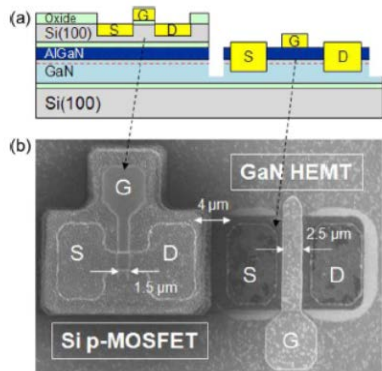 (a)
G
Oxide
Si(100)
S
D
G
AlGaN
GaN
S
D
Si(100)
(b)
GaN HEMT
G
4 μm
2.5 μm
S
D
S
D
1.5 μm
Si p-MOSFET
G